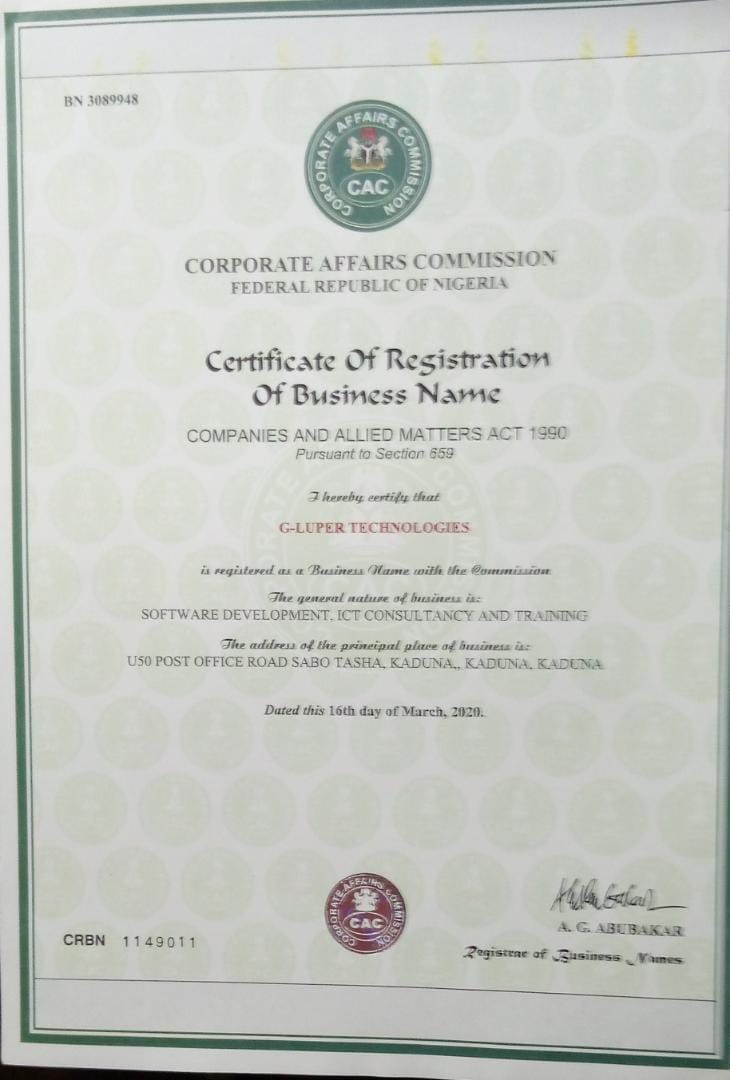 BN 3089948
CORPORATE AFFAIRS COMMISSION
CAC
CORPORATE AFFAIRS COMMISSION
FEDERAL REPUBLIC OF NIGERIA
Certificate Of Registration
Of Business Name
COMPANIES AND ALLIED MATTERS ACT 1990
Pursuant to Section 659
I hereby certify that
G-LUPER TECHNOLOGIES
is registered as a Business Name with the Commission
The general nature of business is:
SOFTWARE DEVELOPMENT, ICT CONSULTANCY AND TRAINING
The address of the principal place of business is:
U50 POST OFFICE ROAD SABO TASHA, KADUNA,, KADUNA, KADUNA
Dated this 16th day of March, 2020.
CORPORATE AFFAIRS COMMISSION
CAC
A. G. ABUBAKAR
Registrar of Business Names
CRBN 1149011